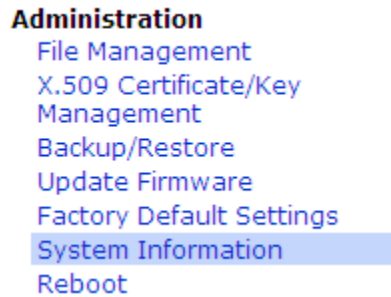 Administration
File Management
X.509 Certificate/Key
Management
Backup/Restore
Update Firmware
Factory Default Settings
System Information
Reboot